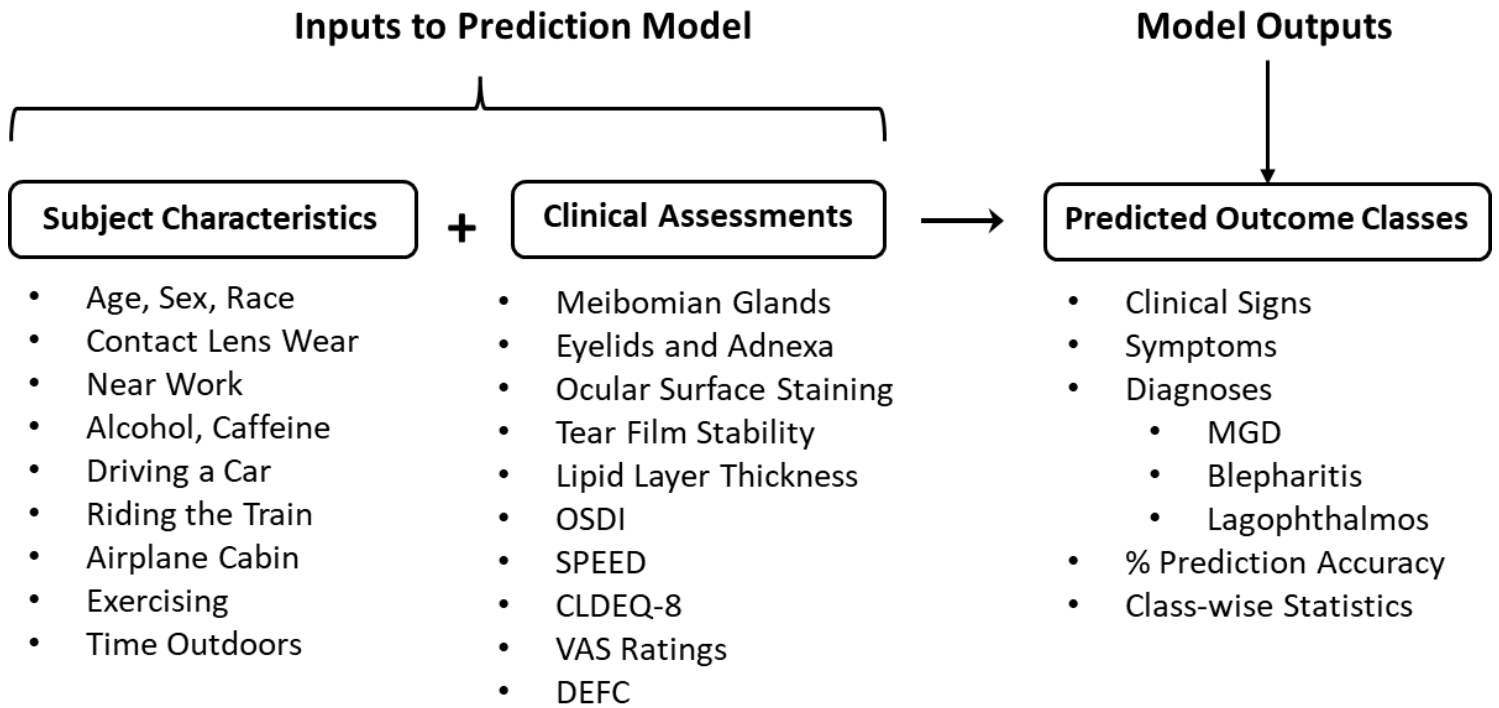 Inputs to Prediction Model
Model Outputs
Subject Characteristics
+
Clinical Assessments
Predicted Outcome Classes
• Age, Sex, Race
• Contact Lens Wear
• Near Work
• Alcohol, Caffeine
• Driving a Car
• Riding the Train
• Airplane Cabin
• Exercising
• Time Outdoors
• Meibomian Glands
• Eyelids and Adnexa
• Ocular Surface Staining
• Tear Film Stability
• Lipid Layer Thickness
• OSDI
• SPEED
• CLDEQ-8
• VAS Ratings
• DEFC
• Clinical Signs
• Symptoms
• Diagnoses
• MGD
• Blepharitis
• Lagophthalmos
• % Prediction Accuracy
• Class-wise Statistics